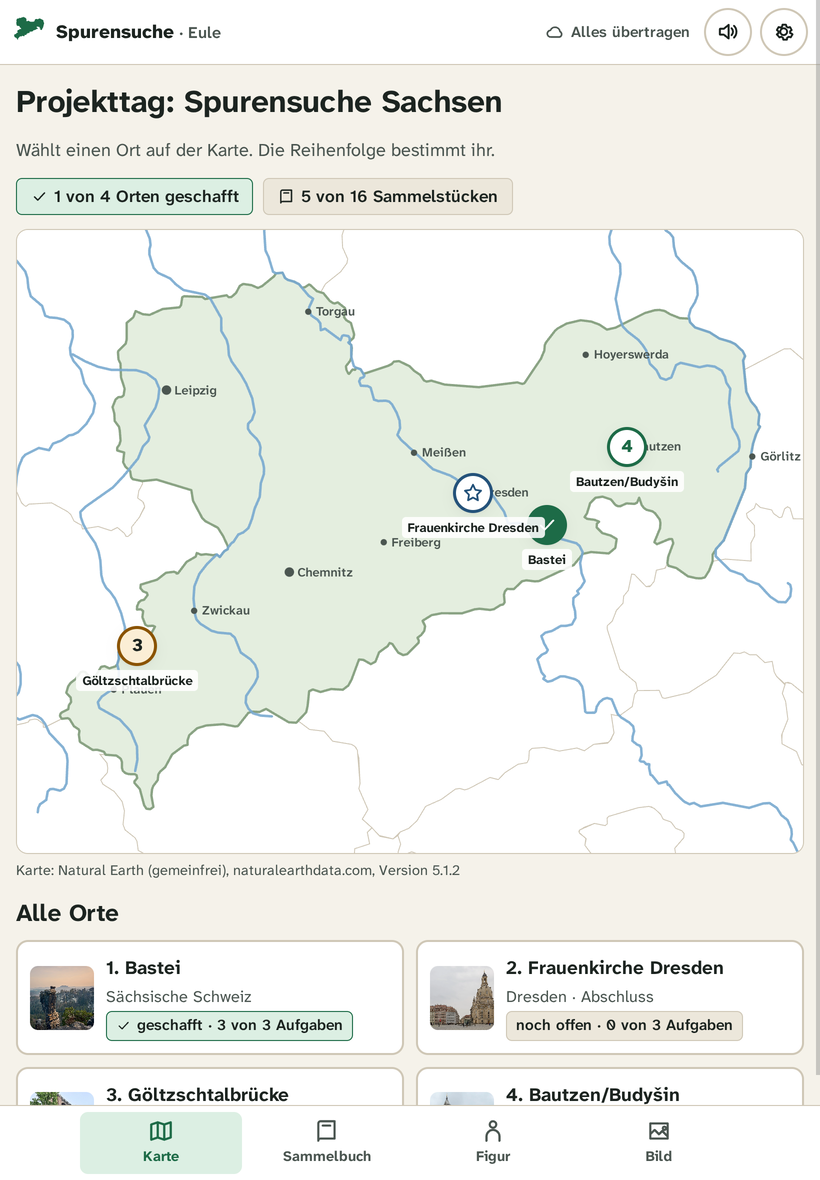 Spurensuche · Eule
Alles übertragen
Projekttag: Spurensuche Sachsen
Wählt einen Ort auf der Karte. Die Reihenfolge bestimmt ihr.
1 von 4 Orten geschafft
5 von 16 Sammelstücken
Torgau
Hoyerswerda
Leipzig
4
Meißen
Görlitz
Bautzen/Budyšin
Frauenkirche Dresden
Freiberg
Bastei
Chemnitz
Zwickau
3
Göltzschtalbrücke
Karte: Natural Earth (gemeinfrei), naturalearthdata.com, Version 5.1.2
Alle Orte
1. Bastei
Sächsische Schweiz
geschafft · 3 von 3 Aufgaben
2. Frauenkirche Dresden
Dresden · Abschluss
noch offen · 0 von 3 Aufgaben
3. Göltzschtalbrücke
4. Bautzen/Budyšin
Karte
Sammelbuch
Figur
Bild